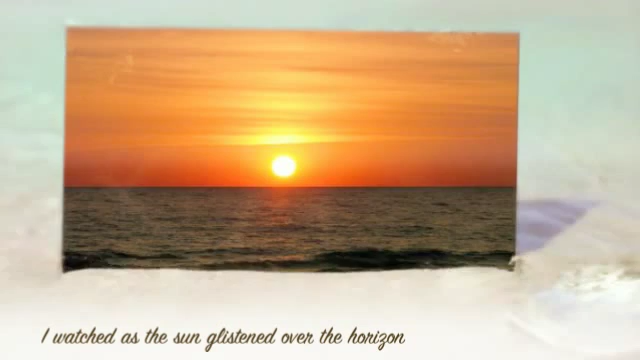 I watched as the sun glistened over the horizon